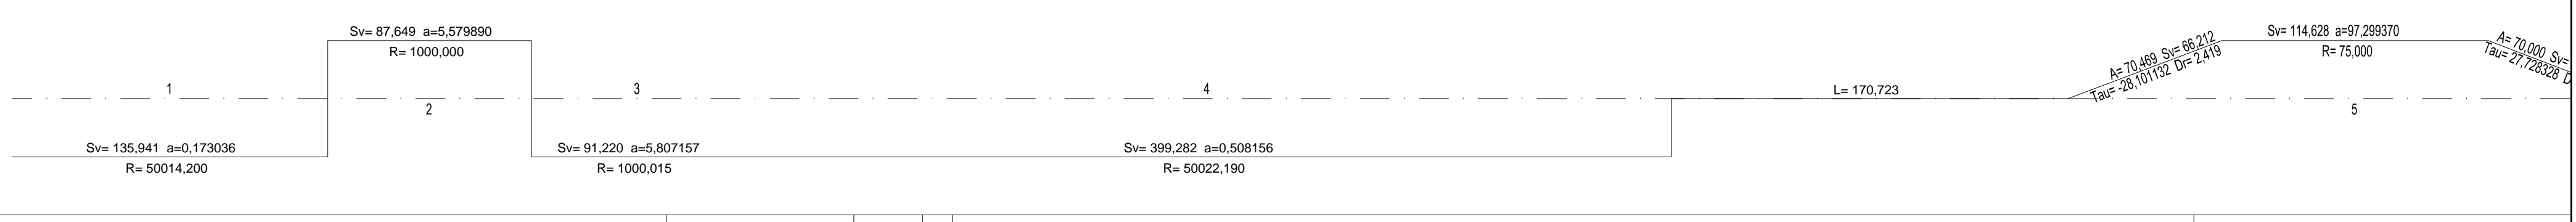 Sv= 87,649 a=5,579890
R= 1000,000
Sv= 114,628 a=97,299370
R= 75,000
A= 70,469 Sv= 66,212
Tau= -28,101132 Dr= 2,419
A= 70,000 Sv=
Tau= 27,728328 D
1
2
3
4
L= 170,723
5
Sv= 135,941 a=0,173036
R= 50014,200
Sv= 91,220 a=5,807157
R= 1000,015
Sv= 399,282 a=0,508156
R= 50022,190